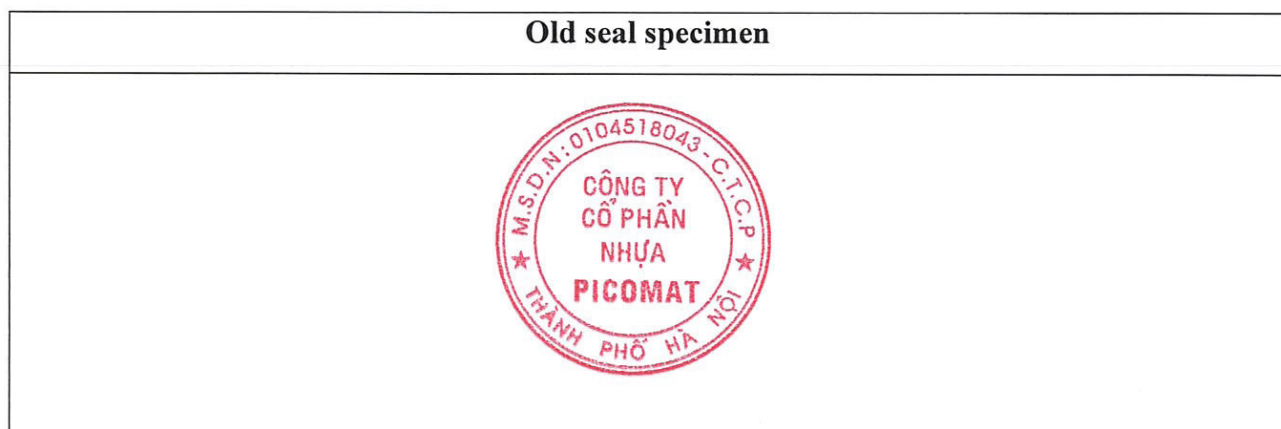 Old seal specimen
M.S.D.N:0104518043-C.T.C.P
CÔNG TY
CỔ PHẦN
NHỰA
PICOMAT
★ THÀNH PHỐ HÀ NỘI ★